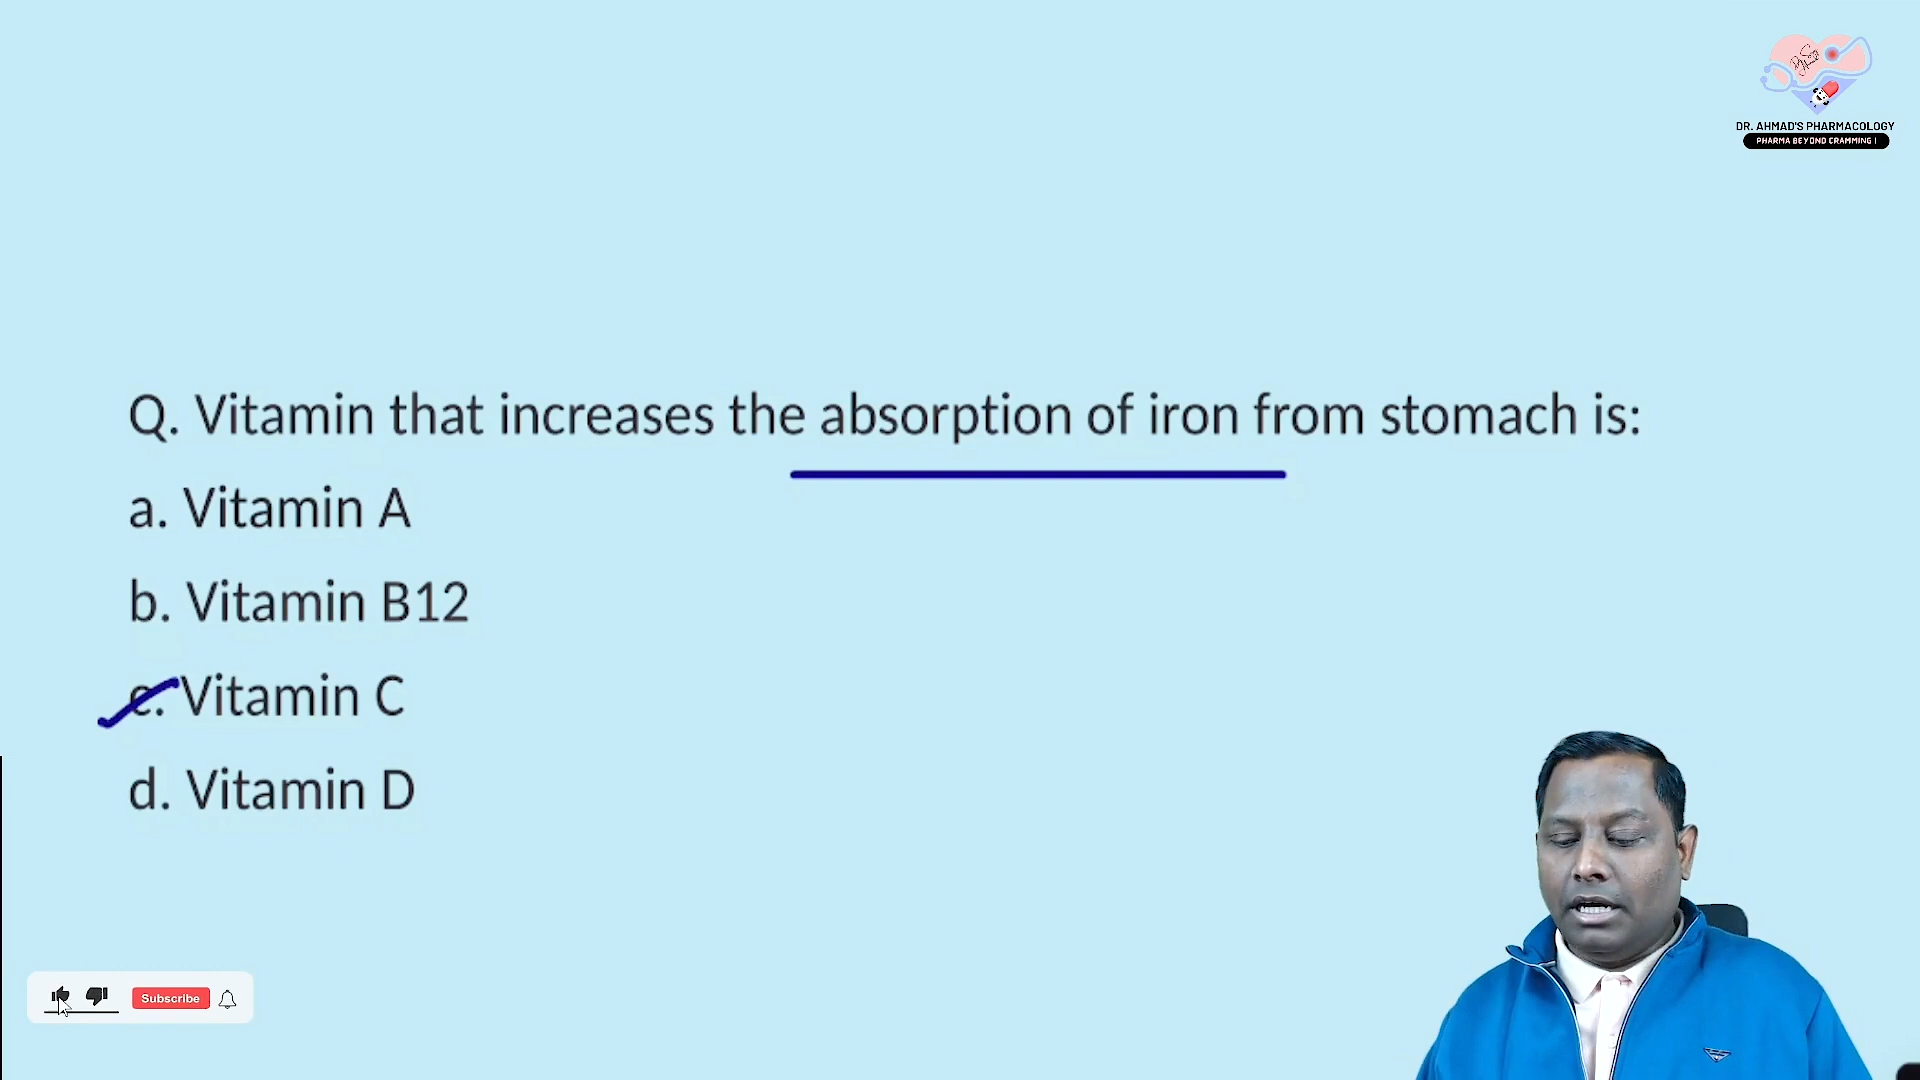 DR. AHMAD'S PHARMACOLOGY
PHARMA BEYOND CRAMMING !
Q. Vitamin that increases the absorption of iron from stomach is:
a. Vitamin A
b. Vitamin B12
c. Vitamin C
d. Vitamin D
Subscribe